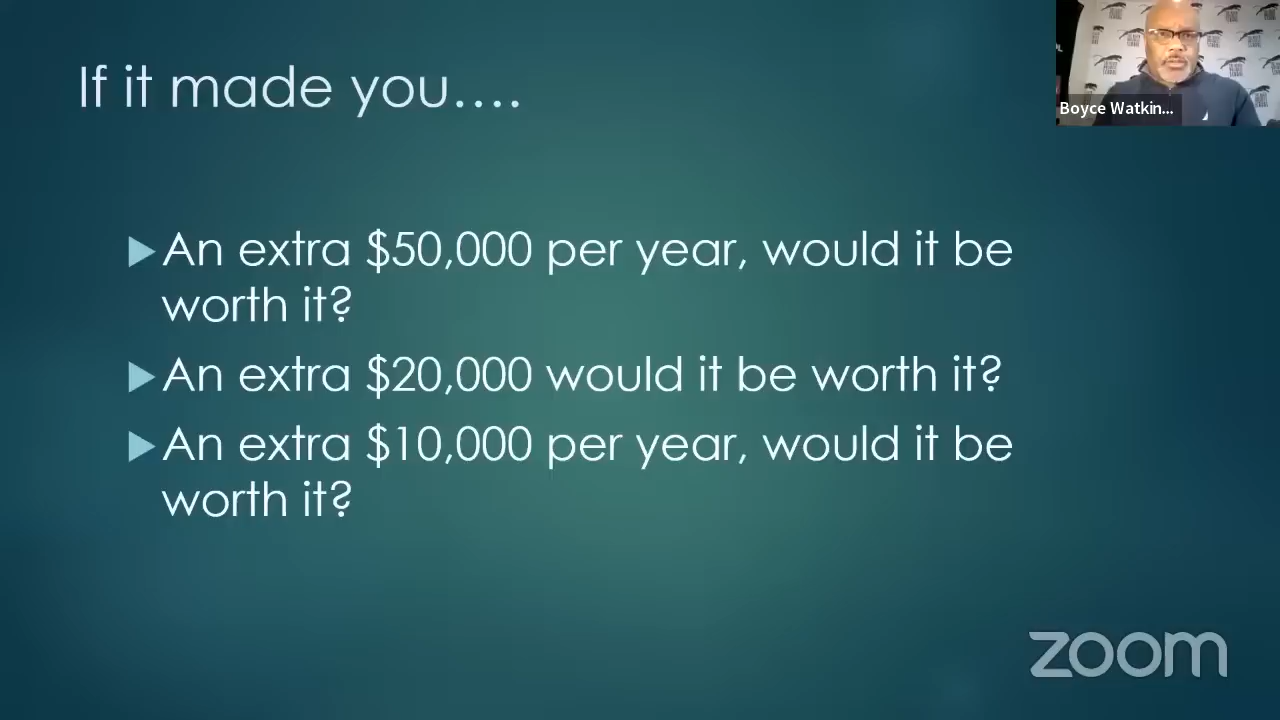 If it made you....
An extra $50,000 per year, would it be
worth it?
An extra $20,000 would it be worth it?
An extra $10,000 per year, would it be
worth it?
Boyce Watkin...
zoom